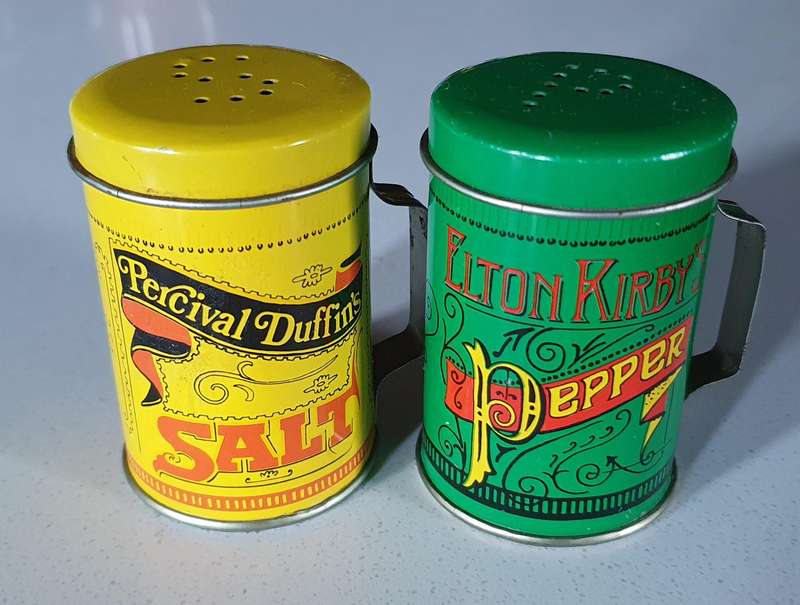 Percival Duffin's
SALT
ELTON KIRBY'S
PEPPER